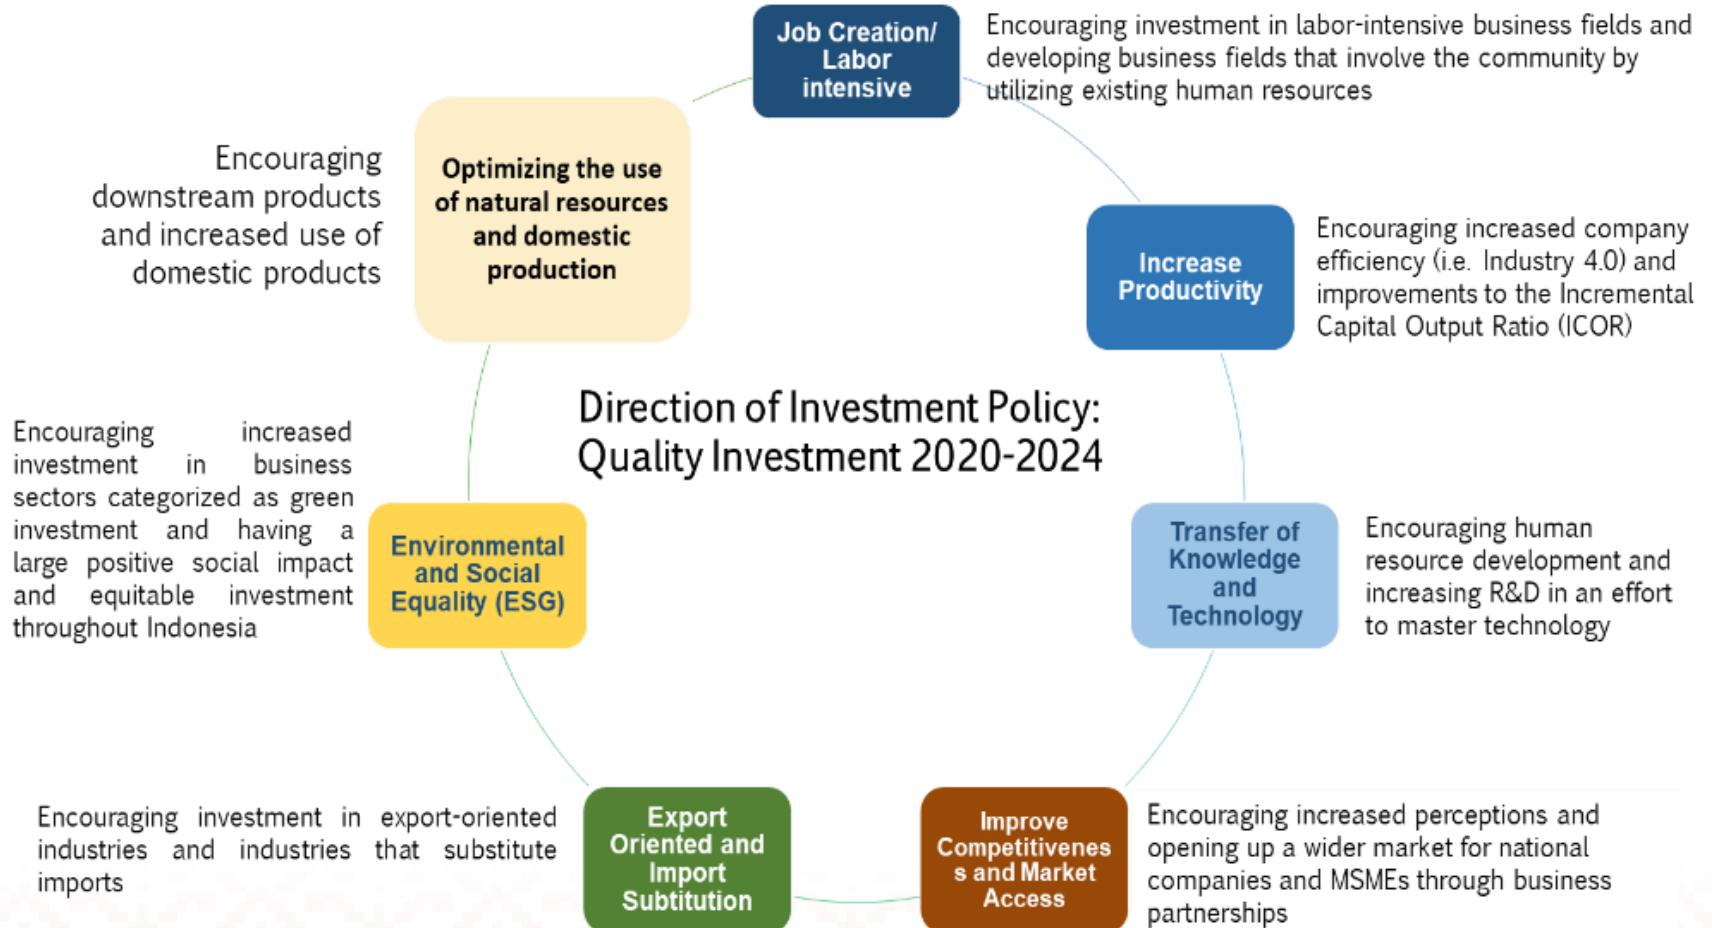 Job Creation/
Labor
intensive
Encouraging investment in labor-intensive business fields and
developing business fields that involve the community by
utilizing existing human resources
Increase
Productivity
Encouraging increased company
efficiency (i.e. Industry 4.0) and
improvements to the Incremental
Capital Output Ratio (ICOR)
Transfer of
Knowledge
and
Technology
Encouraging human
resource development and
increasing R&D in an effort
to master technology
Improve
Competitivenes
s and Market
Access
Encouraging increased perceptions and
opening up a wider market for national
companies and MSMEs through business
partnerships
Export
Oriented and
Import
Subtitution
Encouraging investment in export-oriented
industries and industries that substitute
imports
Environmental
and Social
Equality (ESG)
Encouraging increased
investment in business
sectors categorized as green
investment and having a
large positive social impact
and equitable investment
throughout Indonesia
Optimizing the use
of natural resources
and domestic
production
Encouraging
downstream products
and increased use of
domestic products
Direction of Investment Policy:
Quality Investment 2020-2024